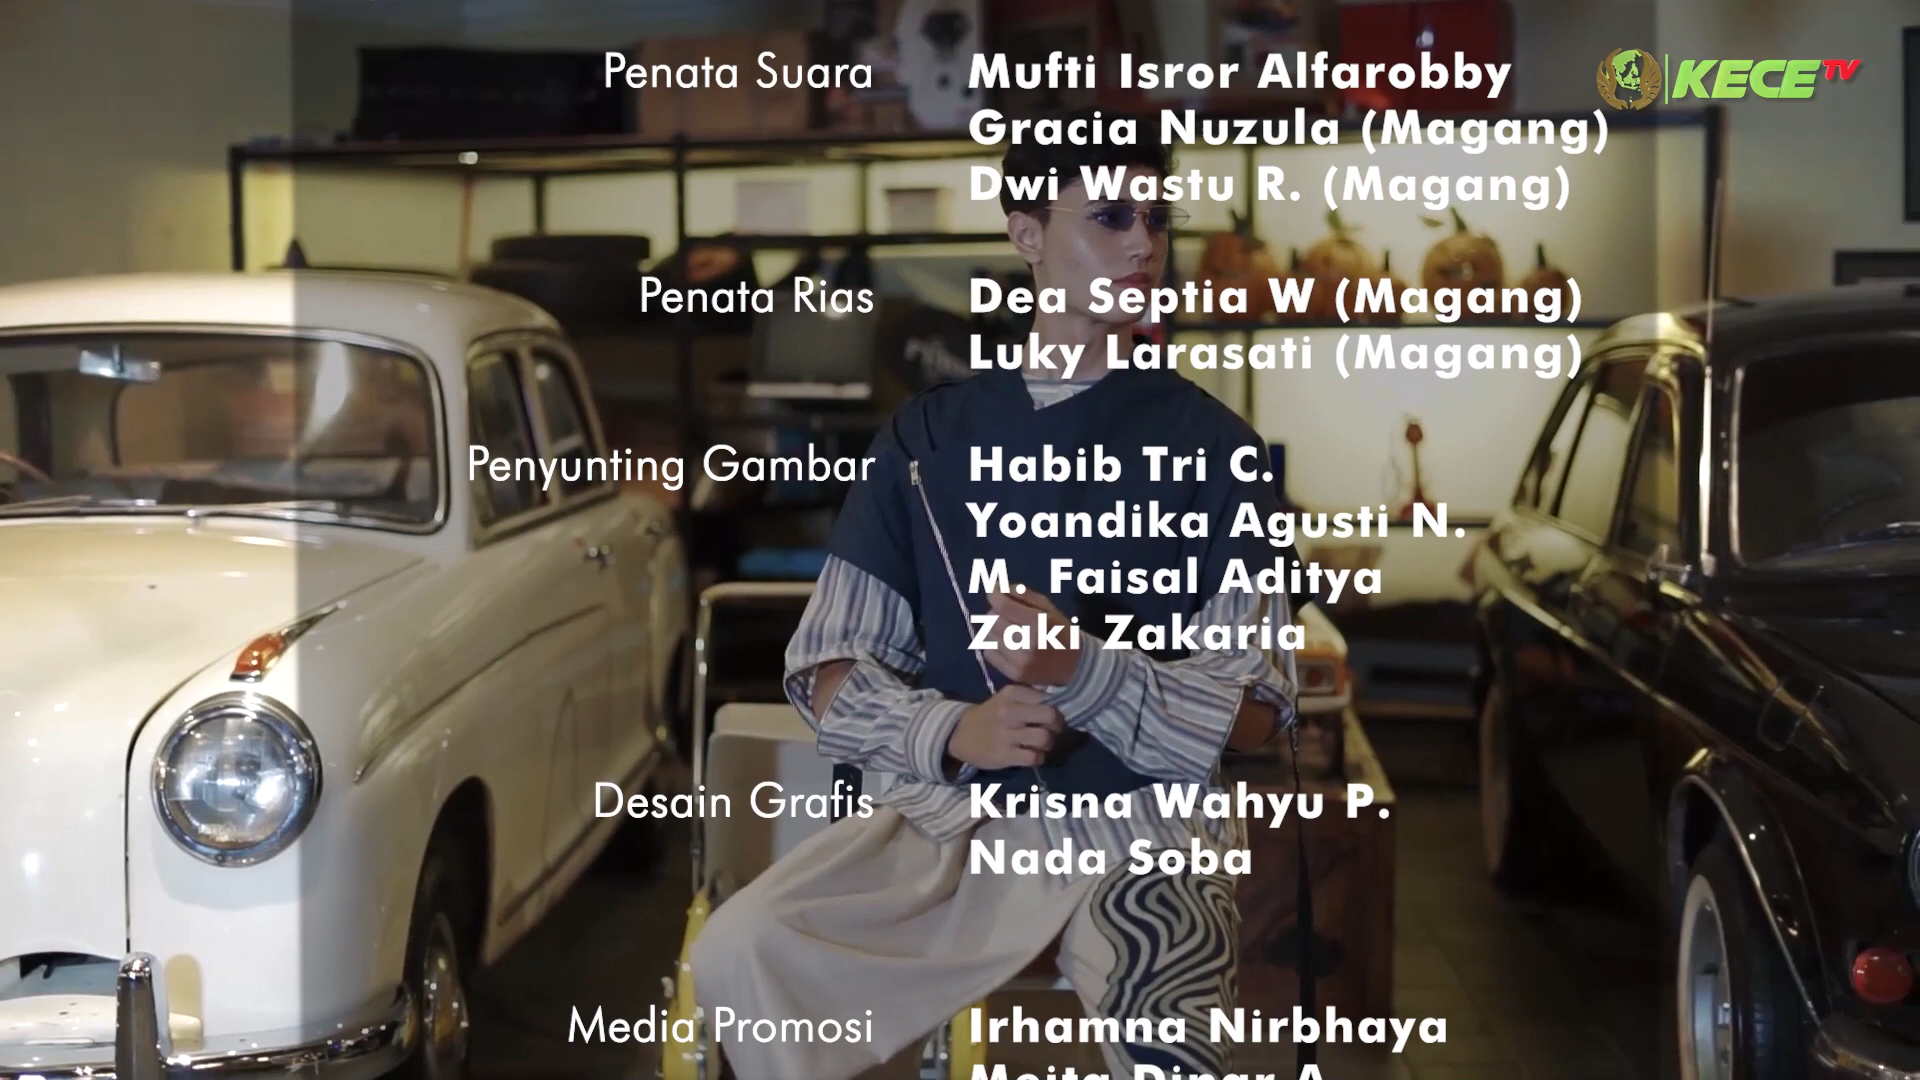 Penata Suara Mufti Isror Alfarobby
Gracia Nuzula (Magang)
Dwi Wastu R. (Magang)
Penata Rias Dea Septia W (Magang)
Luky Larasati (Magang)
Penyunting Gambar Habib Tri C.
Yoandika Agusti N.
M. Faisal Aditya
Zaki Zakaria
Desain Grafis Krisna Wahyu P.
Nada Soba
Media Promosi Irhamna Nirbhaya
Meita Dinar A
KECE TV